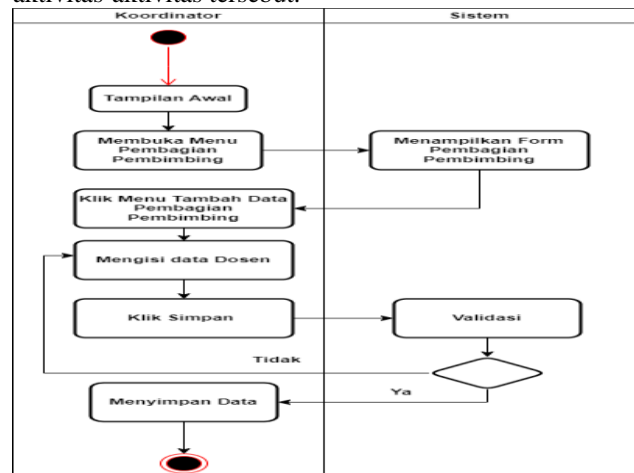 aktivitas-aktivitas tersebut.
Koordinator
Sistem
Tampilan Awal
Membuka Menu
Pembagian
Pembimbing
Menampilkan Form
Pembagian
Pembimbing
Klik Menu Tambah Data
Pembagian
Pembimbing
Mengisi data Dosen
Klik Simpan
Validasi
Tidak
Ya
Menyimpan Data